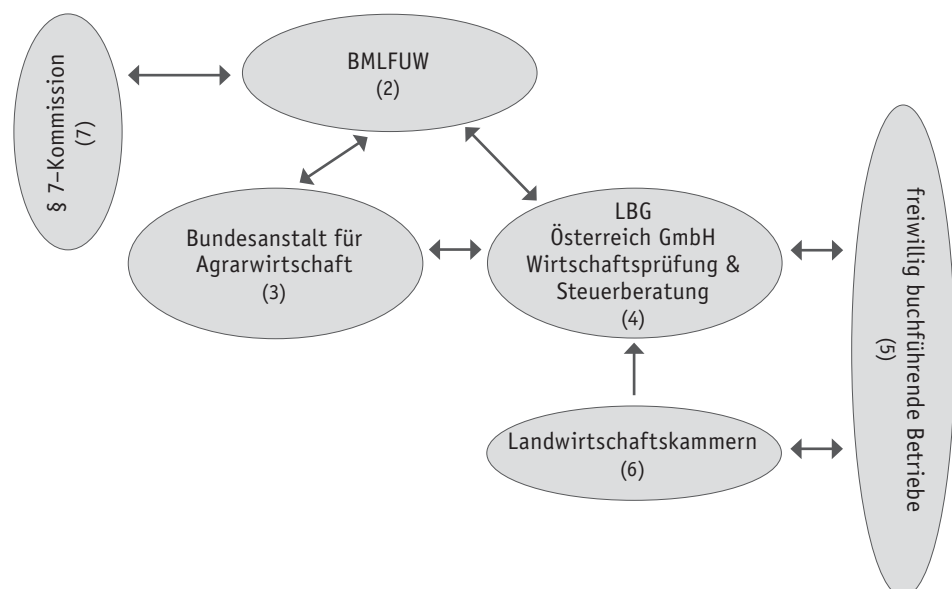 § 7–Kommission
(7)
BMLFUW
(2)
Bundesanstalt für
Agrarwirtschaft
(3)
LBG
Österreich GmbH
Wirtschaftsprüfung &
Steuerberatung
(4)
freiwillig buchführende Betriebe
(5)
Landwirtschaftskammern
(6)